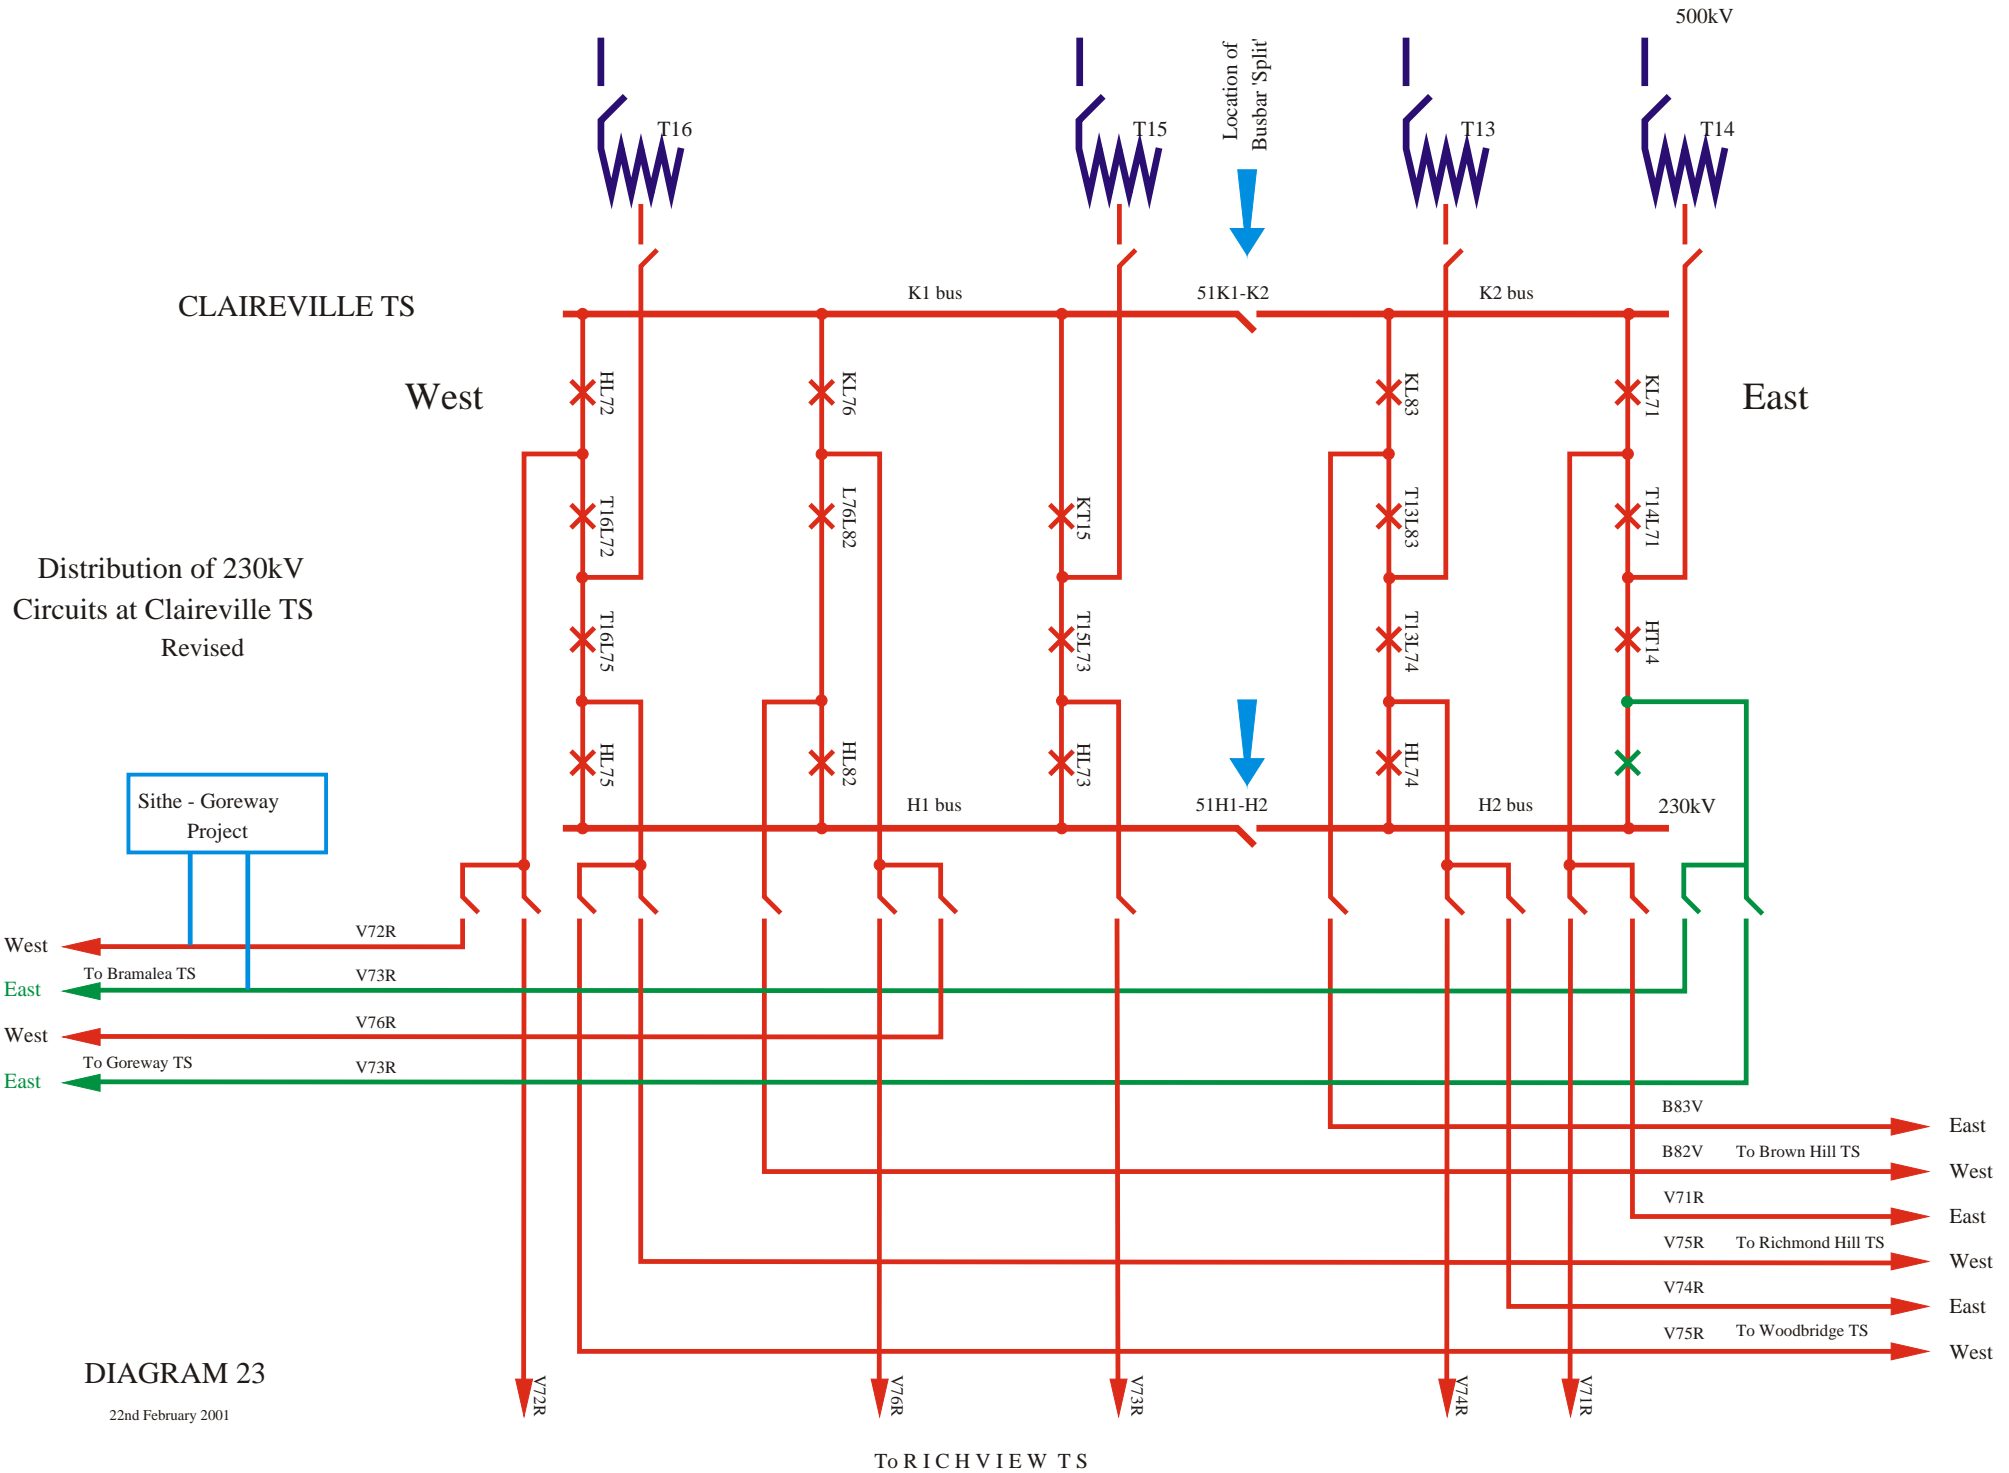 500kV
Location of
Busbar 'Split'
T16
T15
T13
T14
CLAIREVILLE TS
K1 bus
51K1-K2
K2 bus
West
East
HL72
KL76
KL83
KL71
T16L72
L76L82
KT15
T13L83
T14L71
Distribution of 230kV
Circuits at Claireville TS
Revised
T16L75
T15L73
T13L74
HT14
HL75
HL82
HL73
HL74
Sithe - Goreway
Project
H1 bus
51H1-H2
H2 bus
230kV
West
V72R
To Bramalea TS
East
V73R
West
V76R
To Goreway TS
East
V73R
B83V
East
B82V
To Brown Hill TS
West
V71R
East
V75R
To Richmond Hill TS
West
V74R
East
V75R
To Woodbridge TS
West
DIAGRAM 23
22nd February 2001
V72R
V76R
V73R
V74R
V71R
To RICHVIEW TS